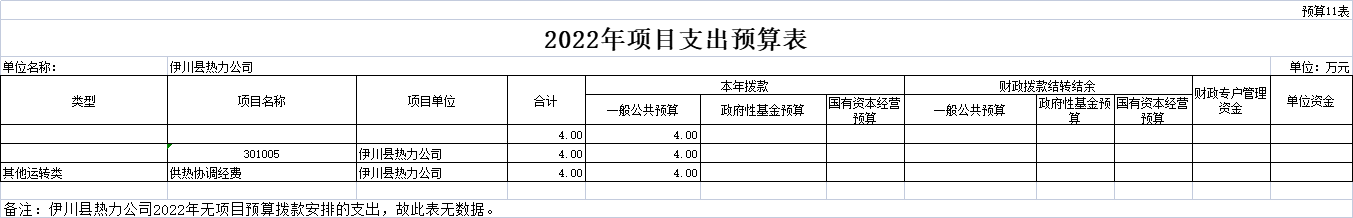 预算11表
2022年项目支出预算表
单位名称： 伊川县热力公司 单位：万元
类型 项目名称 项目单位 合计 本年拨款 财政拨款结转结余 财政专户管理资金 单位资金
一般公共预算 政府性基金预算 国有资本经营预算 一般公共预算 政府性基金预算 国有资本经营预算
4.00 4.00
301005 伊川县热力公司 4.00 4.00
其他运转类 供热协调经费 伊川县热力公司 4.00 4.00
备注：伊川县热力公司2022年无项目预算拨款安排的支出，故此表无数据。